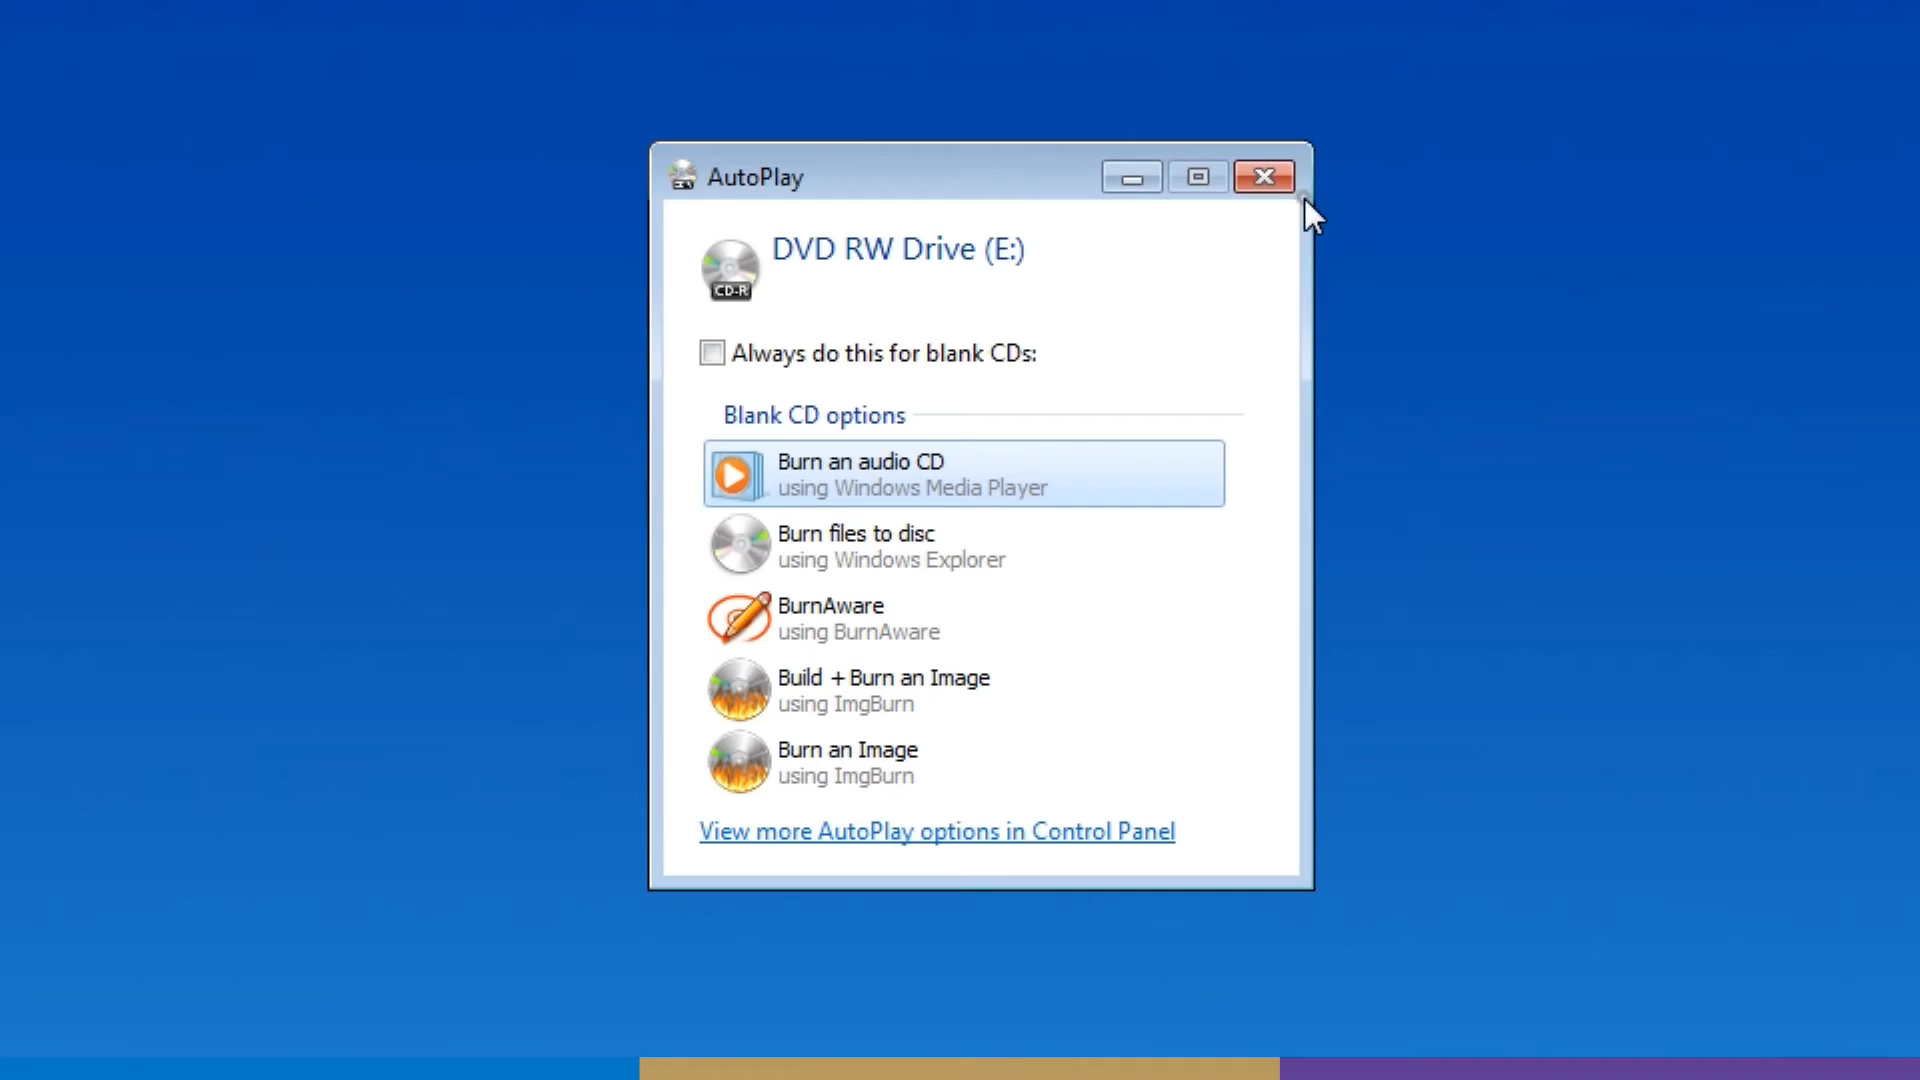 AutoPlay
DVD RW Drive (E:)
CD-R
Always do this for blank CDs:
Blank CD options
Burn an audio CD
using Windows Media Player
Burn files to disc
using Windows Explorer
BurnAware
using BurnAware
Build + Burn an Image
using ImgBurn
Burn an Image
using ImgBurn
View more AutoPlay options in Control Panel